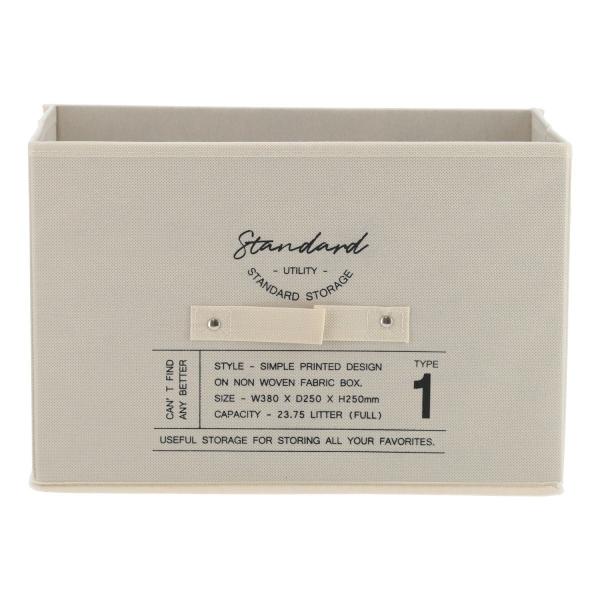 Standard
- UTILITY -
STANDARD STORAGE
CAN'T FIND
ANY BETTER
STYLE - SIMPLE PRINTED DESIGN
ON NON WOVEN FABRIC BOX.
SIZE - W380 X D250 X H250mm
CAPACITY - 23.75 LITTER (FULL)
TYPE
1
USEFUL STORAGE FOR STORING ALL YOUR FAVORITES.